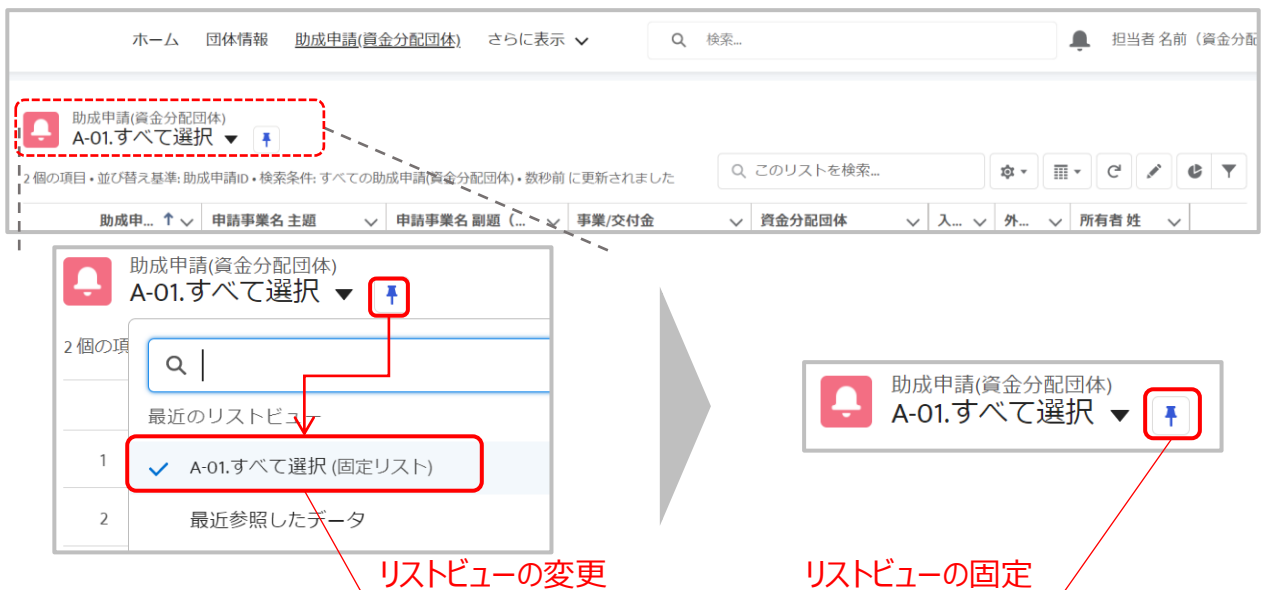 ホーム 団体情報 助成申請(資金分配団体) さらに表示 検索... 担当者 名前（資金分配
助成申請(資金分配団体)
A-01.すべて選択
2 個の項目 • 並び替え基準: 助成申請ID • 検索条件: すべての助成申請(資金分配団体) • 数秒前 に更新されました このリストを検索...
助成申... 申請事業名 主題 申請事業名 副題（... 事業/交付金 資金分配団体 入... 外... 所有者 姓
助成申請(資金分配団体)
A-01.すべて選択
2 個の項
最近のリストビュー
1 A-01.すべて選択 (固定リスト)
2 最近参照したデータ
リストビューの変更
助成申請(資金分配団体)
A-01.すべて選択
リストビューの固定